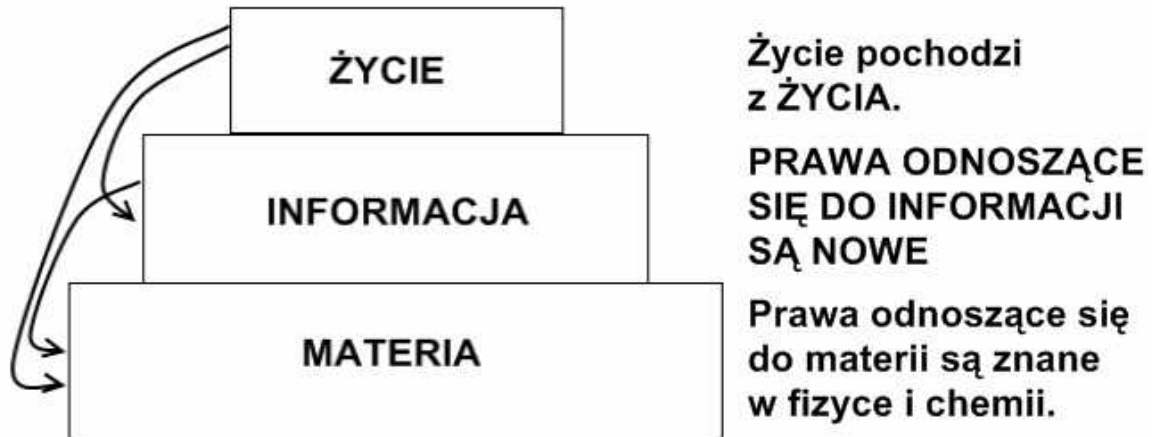 ŻYCIE
Życie pochodzi
z ŻYCIA.
INFORMACJA
PRAWA ODNOSZĄCE
SIĘ DO INFORMACJI
SĄ NOWE
MATERIA
Prawa odnoszące się
do materii są znane
w fizyce i chemii.